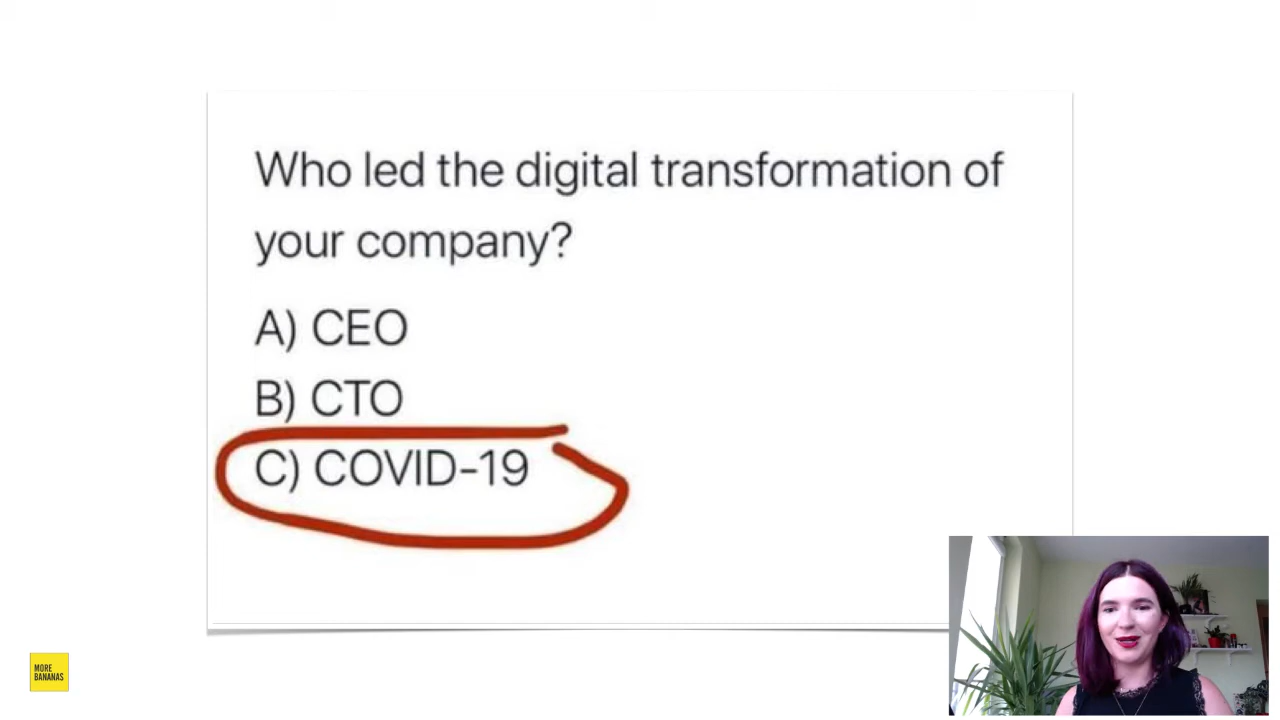 Who led the digital transformation of
your company?
A) CEO
B) CTO
C) COVID-19
MORE
BANANAS